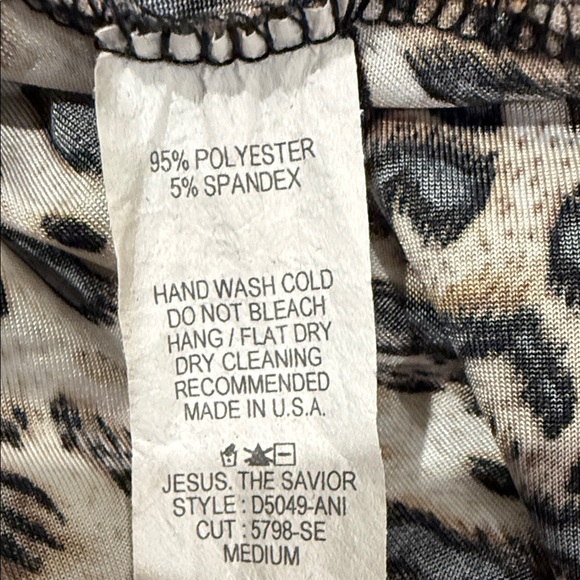 95% POLYESTER
5% SPANDEX
HAND WASH COLD
DO NOT BLEACH
HANG / FLAT DRY
DRY CLEANING
RECOMMENDED
MADE IN U.S.A.
JESUS. THE SAVIOR
STYLE : D5049-ANI
CUT : 5798-SE
MEDIUM